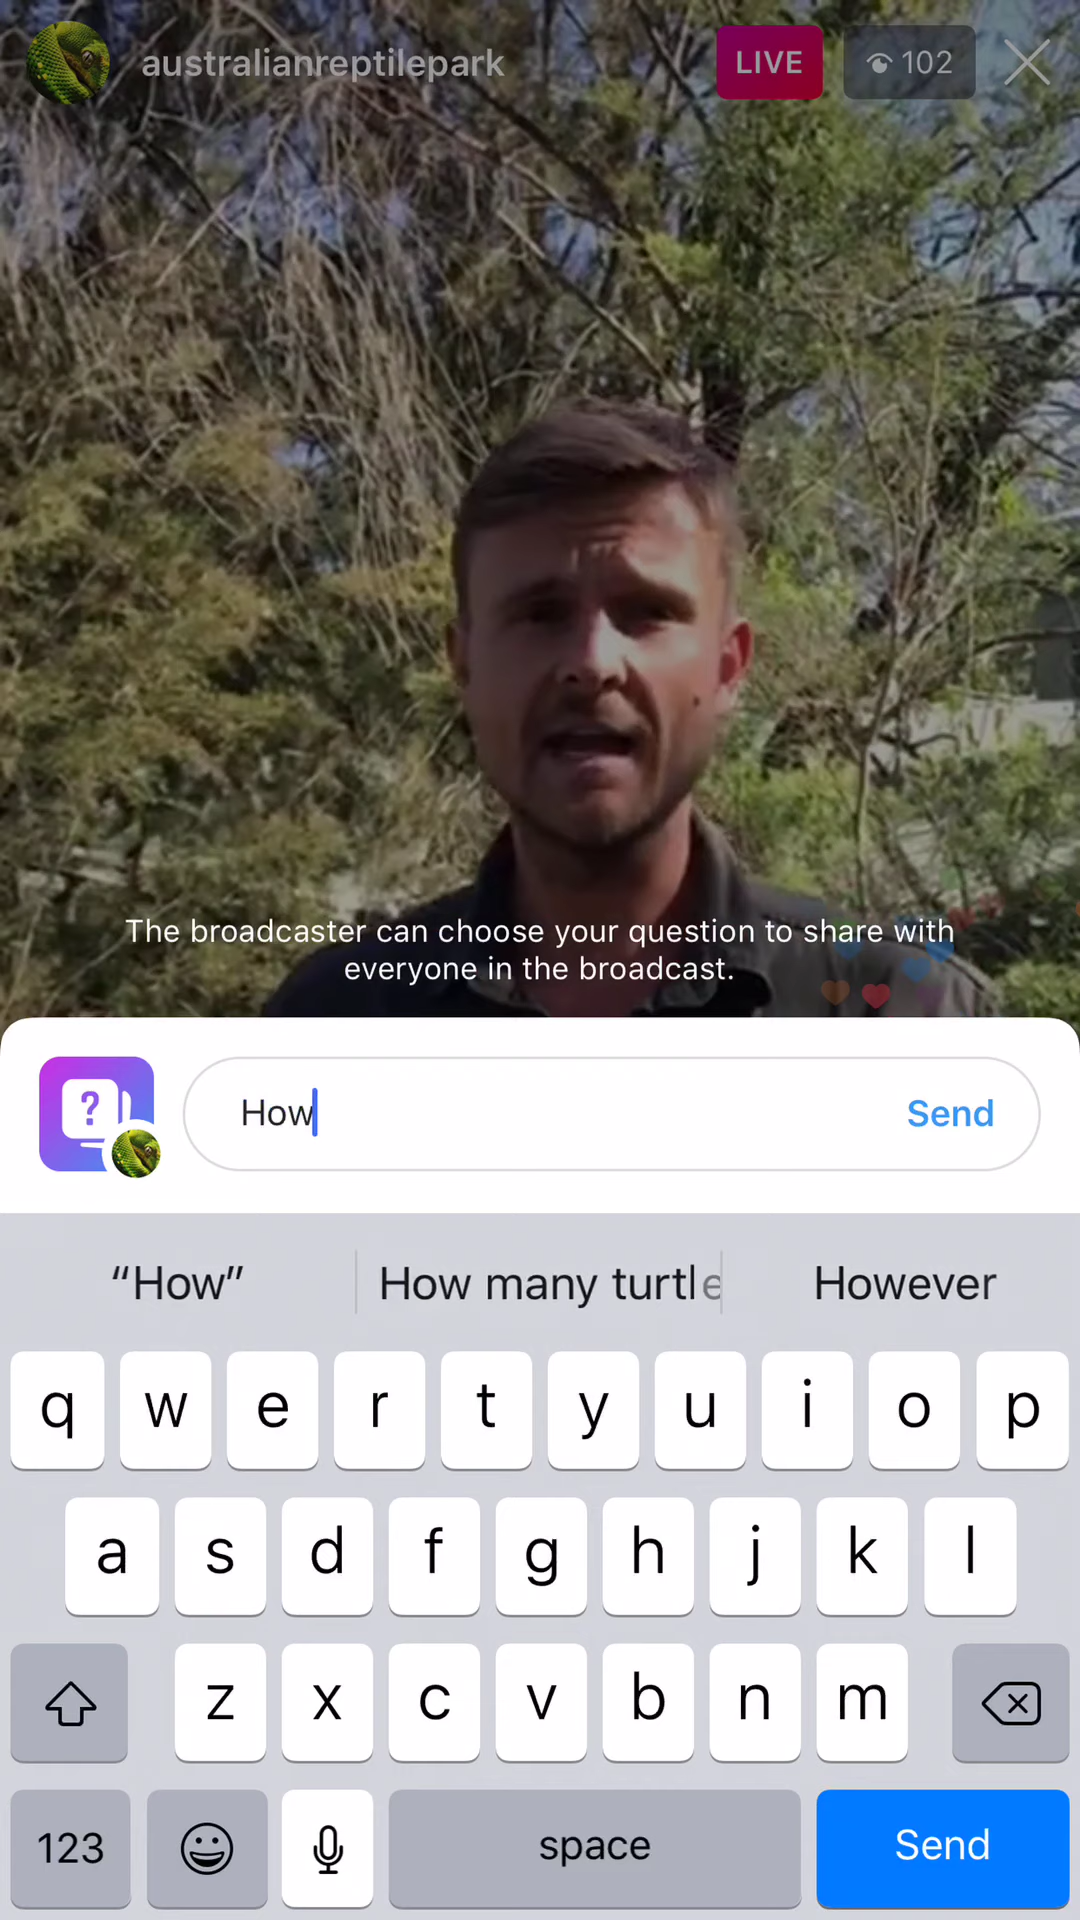 australianreptilepark
LIVE
102
The broadcaster can choose your question to share with
everyone in the broadcast.
?
How
Send
“How”
How many turtle
However
q w e r t y u i o p
a s d f g h j k l
z x c v b n m
123
space
Send